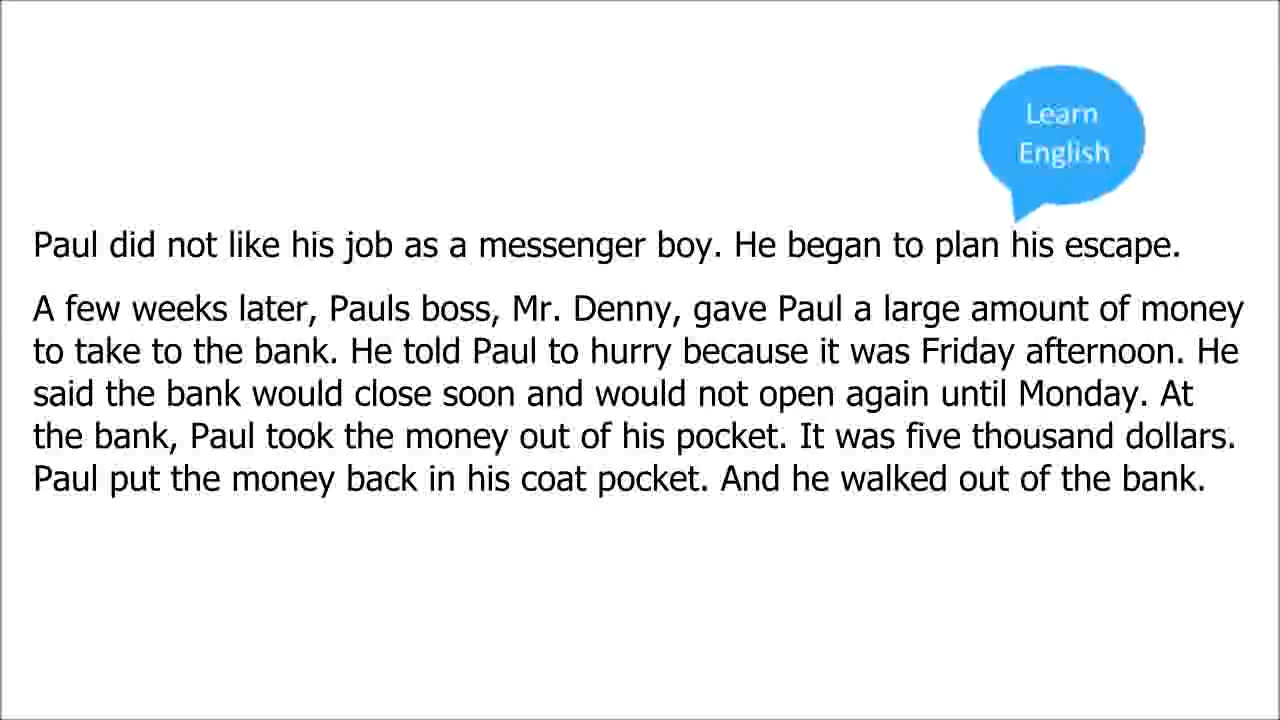 Learn
English
Paul did not like his job as a messenger boy. He began to plan his escape.
A few weeks later, Pauls boss, Mr. Denny, gave Paul a large amount of money
to take to the bank. He told Paul to hurry because it was Friday afternoon. He
said the bank would close soon and would not open again until Monday. At
the bank, Paul took the money out of his pocket. It was five thousand dollars.
Paul put the money back in his coat pocket. And he walked out of the bank.